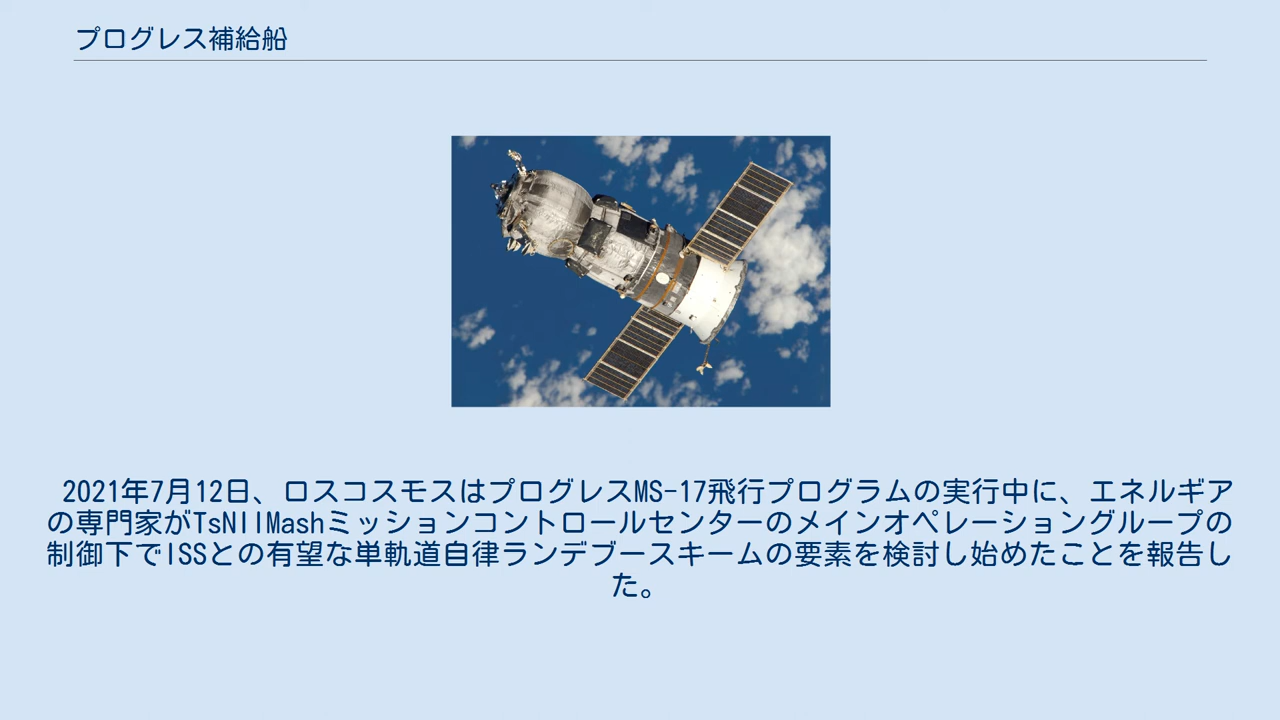 プログレス補給船
2021年7月12日、ロスコスモスはプログレスMS-17飛行プログラムの実行中に、エネルギア
の専門家がTsNIIMashミッションコントロールセンターのメインオペレーショングループの
制御下でISSとの有望な単軌道自律ランデブースキームの要素を検討し始めたことを報告し
た。